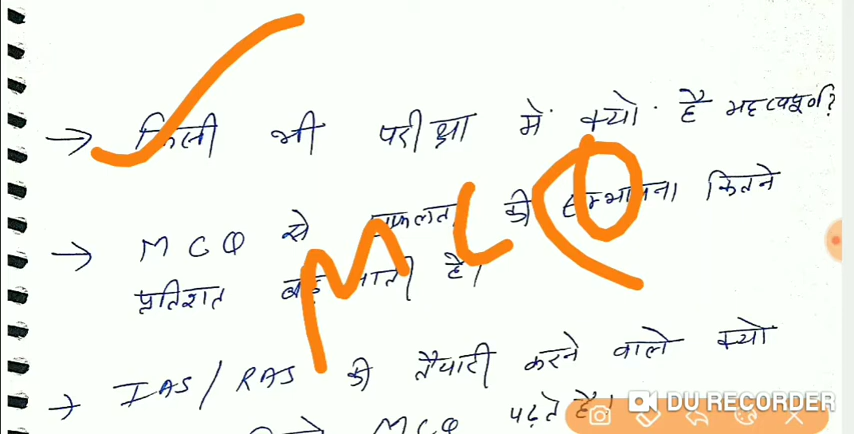 → किसी भी परीक्षा में क्यो है महत्वपूर्ण?
→ MCQ से सफलता की सम्भावना कितने
प्रतिशत बढ़ जाती है।
MCQ
→ IAS/RAS की तैयारी करने वाले क्यो
MCQ पढ़ते है।
DU RECORDER